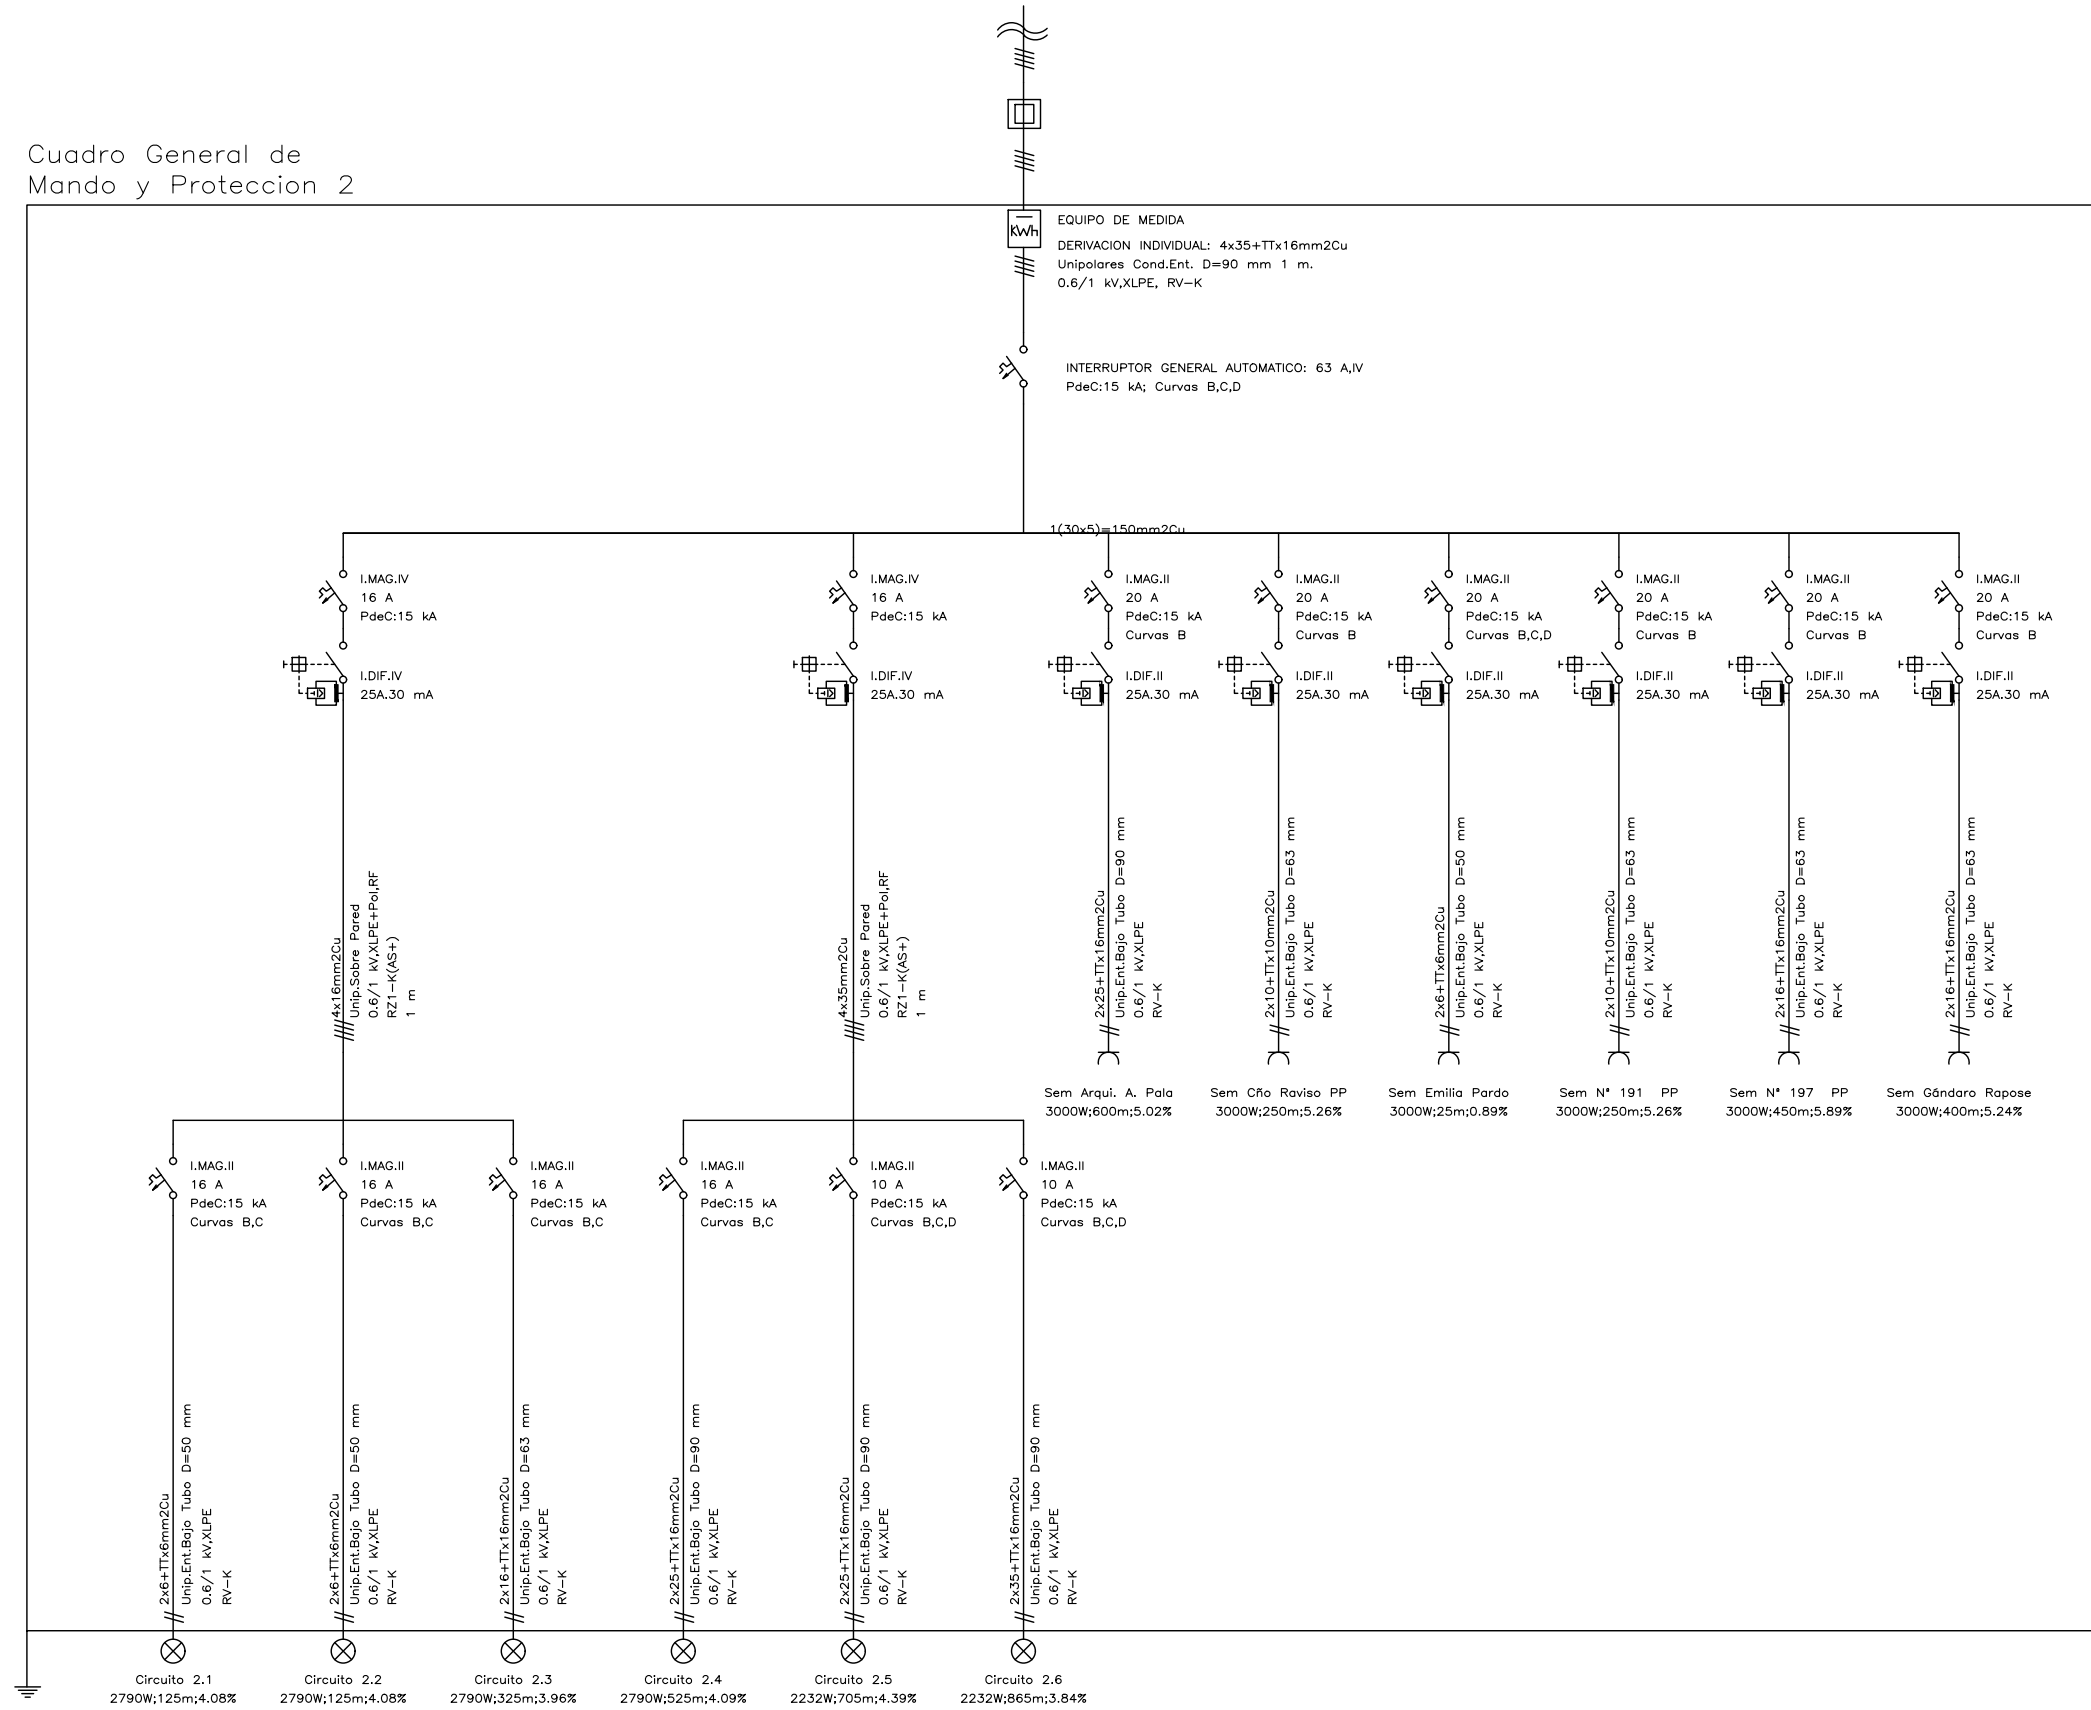 Cuadro General de
Mando y Proteccion 2
KWh
EQUIPO DE MEDIDA
DERIVACION INDIVIDUAL: 4x35+TTx16mm2Cu
Unipolares Cond.Ent. D=90 mm 1 m.
0.6/1 kV,XLPE, RV-K
INTERRUPTOR GENERAL AUTOMATICO: 63 A,IV
PdeC:15 kA; Curvas B,C,D
1(30x5)=150mm2Cu
I.MAG.IV
16 A
PdeC:15 kA
I.DIF.IV
25A.30 mA
4x16mm2Cu
Unip.Sobre Pared
0.6/1 kV,XLPE+Pol,RF
RZ1-K(AS+)
1 m
I.MAG.IV
16 A
PdeC:15 kA
I.DIF.IV
25A.30 mA
4x35mm2Cu
Unip.Sobre Pared
0.6/1 kV,XLPE+Pol,RF
RZ1-K(AS+)
1 m
I.MAG.II
20 A
PdeC:15 kA
Curvas B
I.DIF.II
25A.30 mA
2x25+TTx16mm2Cu
Unip.Ent.Bajo Tubo D=90 mm
0.6/1 kV,XLPE
RV-K
Sem Arqui. A. Pala
3000W;600m;5.02%
I.MAG.II
20 A
PdeC:15 kA
Curvas B
I.DIF.II
25A.30 mA
2x10+TTx10mm2Cu
Unip.Ent.Bajo Tubo D=63 mm
0.6/1 kV,XLPE
RV-K
Sem Cño Raviso PP
3000W;250m;5.26%
I.MAG.II
20 A
PdeC:15 kA
Curvas B,C,D
I.DIF.II
25A.30 mA
2x6+TTx6mm2Cu
Unip.Ent.Bajo Tubo D=50 mm
0.6/1 kV,XLPE
RV-K
Sem Emilia Pardo
3000W;25m;0.89%
I.MAG.II
20 A
PdeC:15 kA
Curvas B
I.DIF.II
25A.30 mA
2x10+TTx10mm2Cu
Unip.Ent.Bajo Tubo D=63 mm
0.6/1 kV,XLPE
RV-K
Sem Nº 191 PP
3000W;250m;5.26%
I.MAG.II
20 A
PdeC:15 kA
Curvas B
I.DIF.II
25A.30 mA
2x16+TTx16mm2Cu
Unip.Ent.Bajo Tubo D=63 mm
0.6/1 kV,XLPE
RV-K
Sem Nº 197 PP
3000W;450m;5.89%
I.MAG.II
20 A
PdeC:15 kA
Curvas B
I.DIF.II
25A.30 mA
2x16+TTx16mm2Cu
Unip.Ent.Bajo Tubo D=63 mm
0.6/1 kV,XLPE
RV-K
Sem Gándaro Rapose
3000W;400m;5.24%
I.MAG.II
16 A
PdeC:15 kA
Curvas B,C
2x6+TTx6mm2Cu
Unip.Ent.Bajo Tubo D=50 mm
0.6/1 kV,XLPE
RV-K
Circuito 2.1
2790W;125m;4.08%
I.MAG.II
16 A
PdeC:15 kA
Curvas B,C
2x6+TTx6mm2Cu
Unip.Ent.Bajo Tubo D=50 mm
0.6/1 kV,XLPE
RV-K
Circuito 2.2
2790W;125m;4.08%
I.MAG.II
16 A
PdeC:15 kA
Curvas B,C
2x16+TTx16mm2Cu
Unip.Ent.Bajo Tubo D=63 mm
0.6/1 kV,XLPE
RV-K
Circuito 2.3
2790W;325m;3.96%
I.MAG.II
16 A
PdeC:15 kA
Curvas B,C
2x25+TTx16mm2Cu
Unip.Ent.Bajo Tubo D=90 mm
0.6/1 kV,XLPE
RV-K
Circuito 2.4
2790W;525m;4.09%
I.MAG.II
10 A
PdeC:15 kA
Curvas B,C,D
2x25+TTx16mm2Cu
Unip.Ent.Bajo Tubo D=90 mm
0.6/1 kV,XLPE
RV-K
Circuito 2.5
2232W;705m;4.39%
I.MAG.II
10 A
PdeC:15 kA
Curvas B,C,D
2x35+TTx16mm2Cu
Unip.Ent.Bajo Tubo D=90 mm
0.6/1 kV,XLPE
RV-K
Circuito 2.6
2232W;865m;3.84%